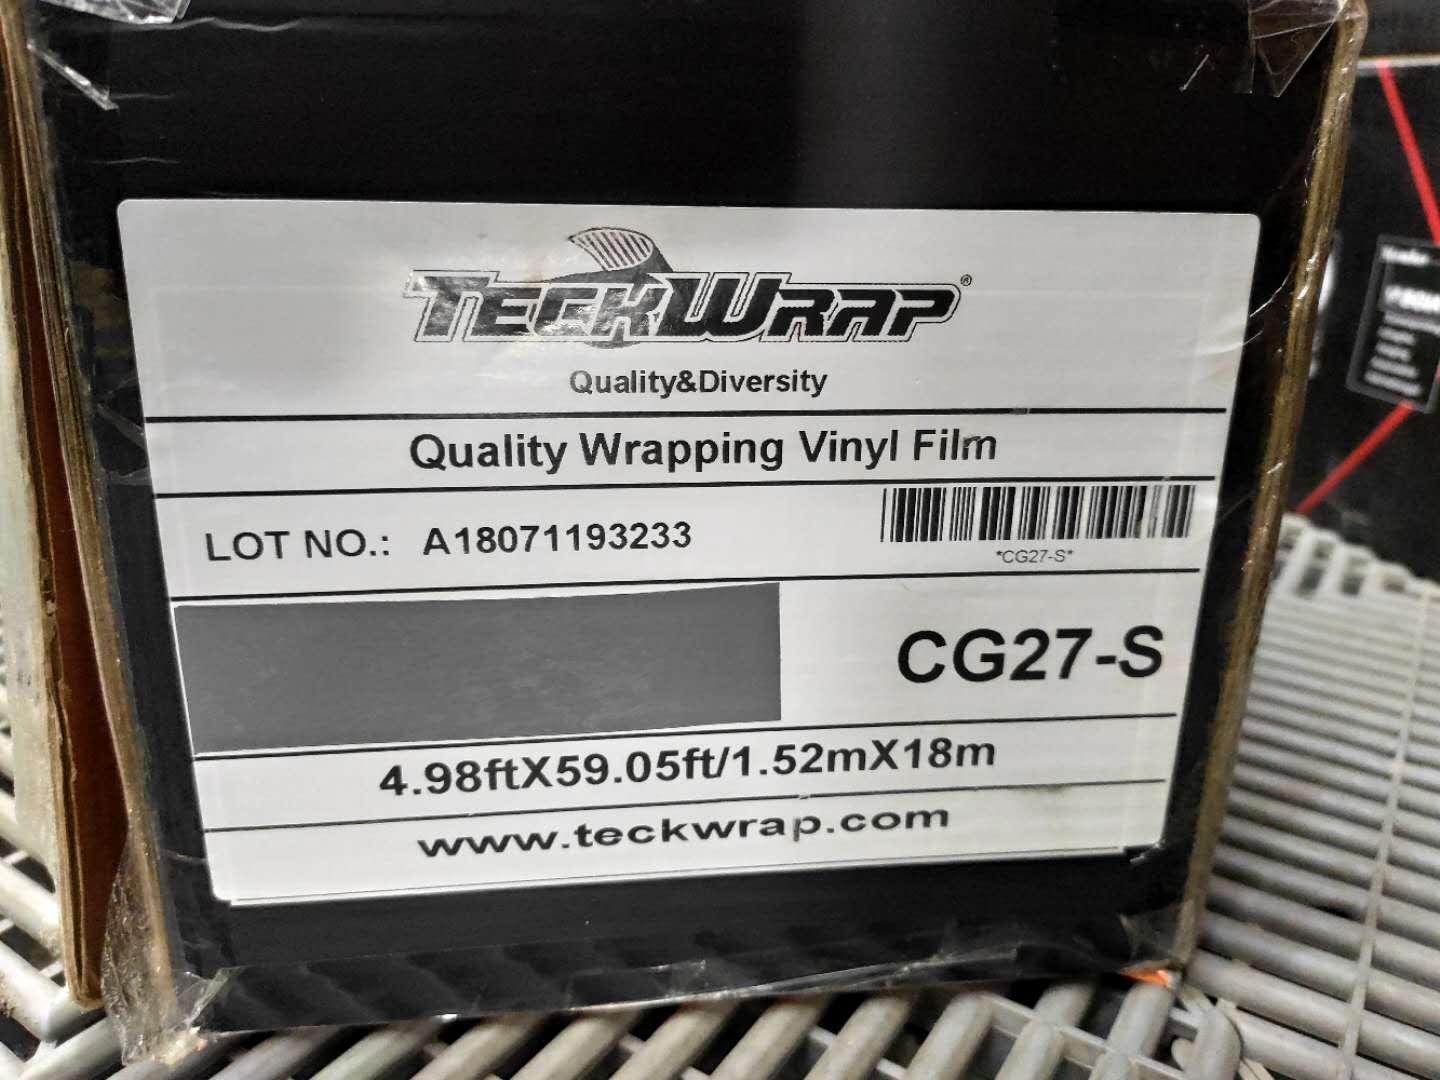 TECKWRAP®
Quality&Diversity
Quality Wrapping Vinyl Film
LOT NO.: A18071193233
*CG27-S*
CG27-S
4.98ftX59.05ft/1.52mX18m
www.teckwrap.com